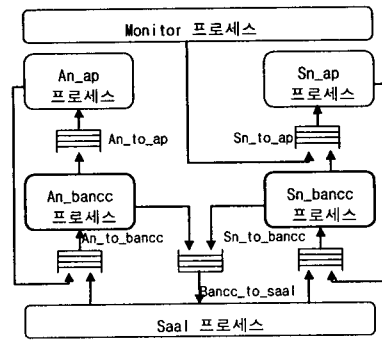 Monitor 프로세스
An_ap
프로세스
Sn_ap
프로세스
An_to_ap
Sn_to_ap
An_bancc
프로세스
Sn_bancc
프로세스
An_to_bancc
Sn_to_bancc
Bancc_to_saal
Saal 프로세스